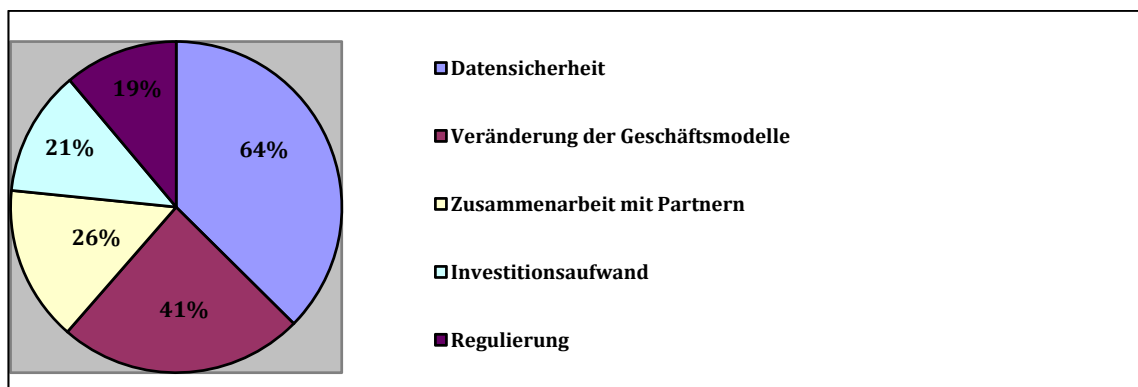 19%
64%
21%
26%
41%
Datensicherheit
Veränderung der Geschäftsmodelle
Zusammenarbeit mit Partnern
Investitionsaufwand
Regulierung